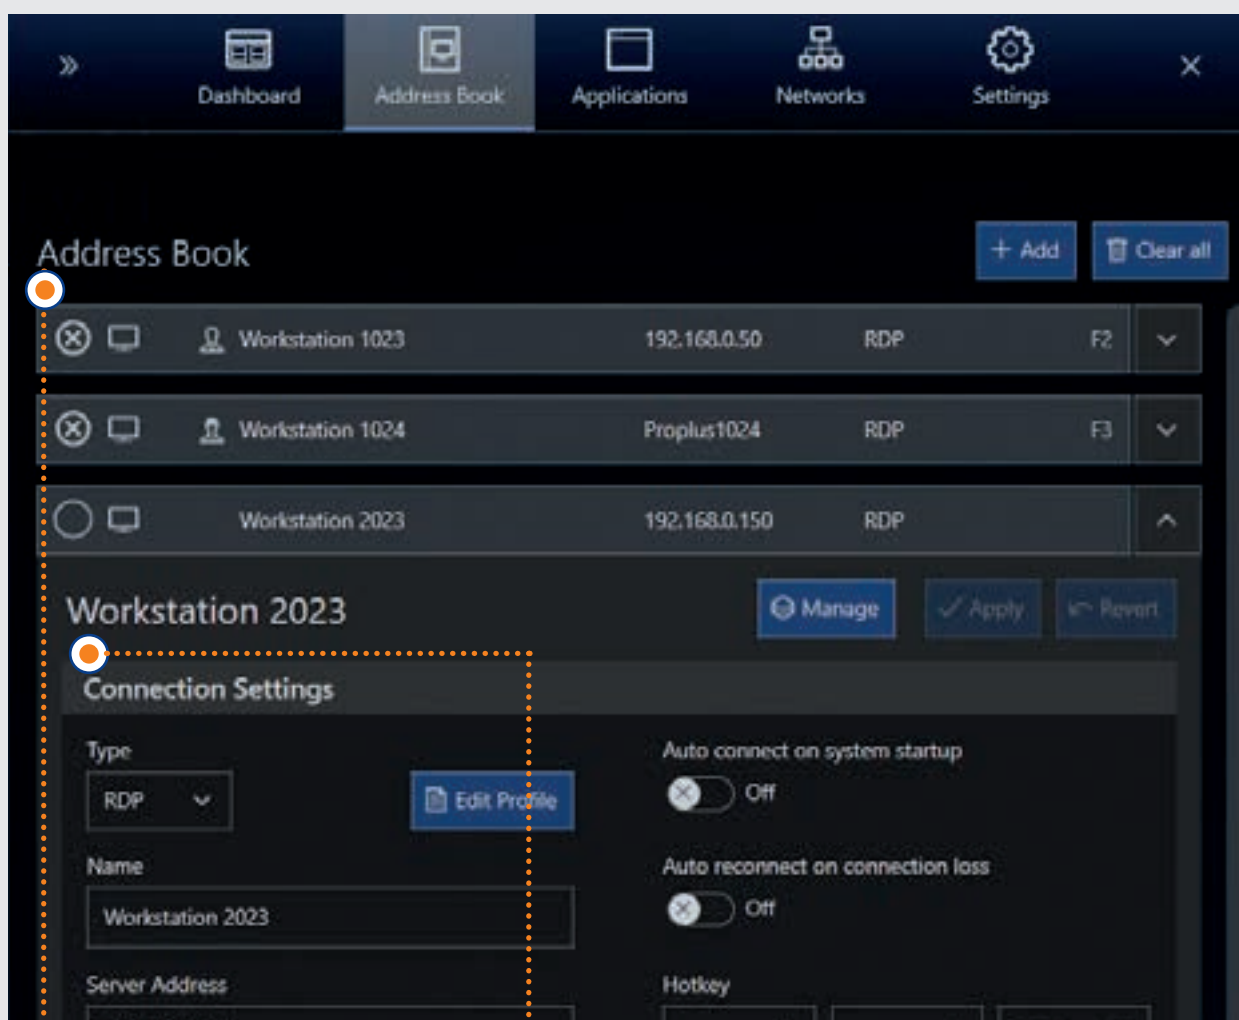 Dashboard Address Book Applications Networks Settings
Address Book + Add Clear all
Workstation 1023 192.168.0.50 RDP F2
Workstation 1024 Proplus1024 RDP F3
Workstation 2023 192.168.0.150 RDP
Workstation 2023 Manage Apply Revert
Connection Settings
Type Auto connect on system startup
RDP Edit Profile Off
Name Auto reconnect on connection loss
Workstation 2023 Off
Server Address Hotkey